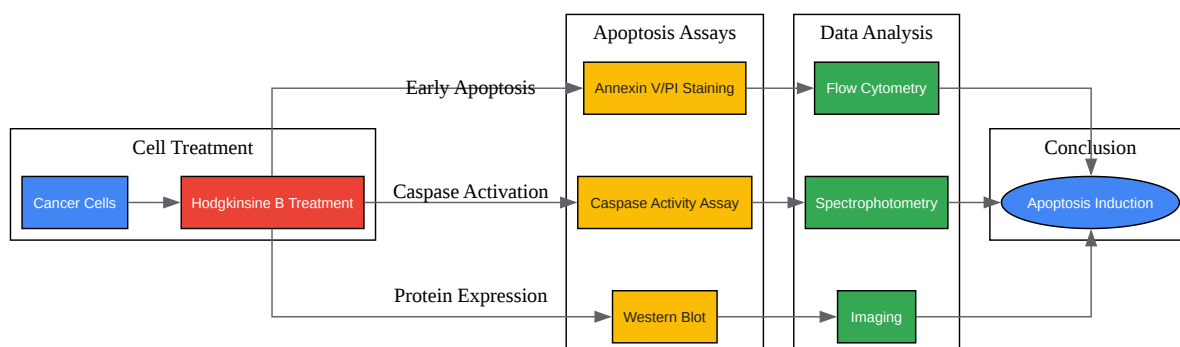 Cell Treatment
Cancer Cells
Hodgkinsine B Treatment
Early Apoptosis
Caspase Activation
Protein Expression
Apoptosis Assays
Annexin V/PI Staining
Caspase Activity Assay
Western Blot
Data Analysis
Flow Cytometry
Spectrophotometry
Imaging
Conclusion
Apoptosis Induction